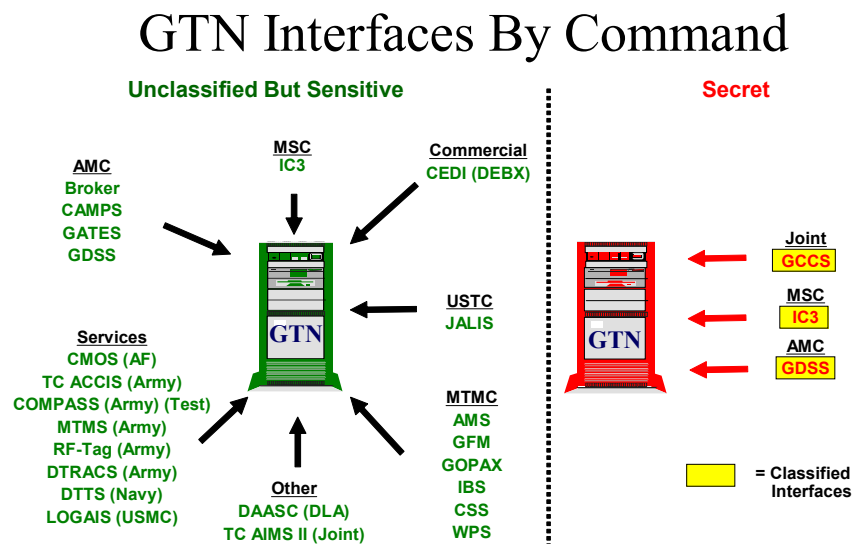 GTN Interfaces By Command
Unclassified But Sensitive
Secret
AMC
Broker
CAMPS
GATES
GDSS
MSC
IC3
Commercial
CEDI (DEBX)
USTC
JALIS
GTN
Services
CMOS (AF)
TC ACCIS (Army)
COMPASS (Army) (Test)
MTMS (Army)
RF-Tag (Army)
DTRACS (Army)
DTTS (Navy)
LOGAIS (USMC)
Other
DAASC (DLA)
TC AIMS II (Joint)
MTMC
AMS
GFM
GOPAX
IBS
CSS
WPS
GTN
Joint
GCCS
MSC
IC3
AMC
GDSS
= Classified
Interfaces